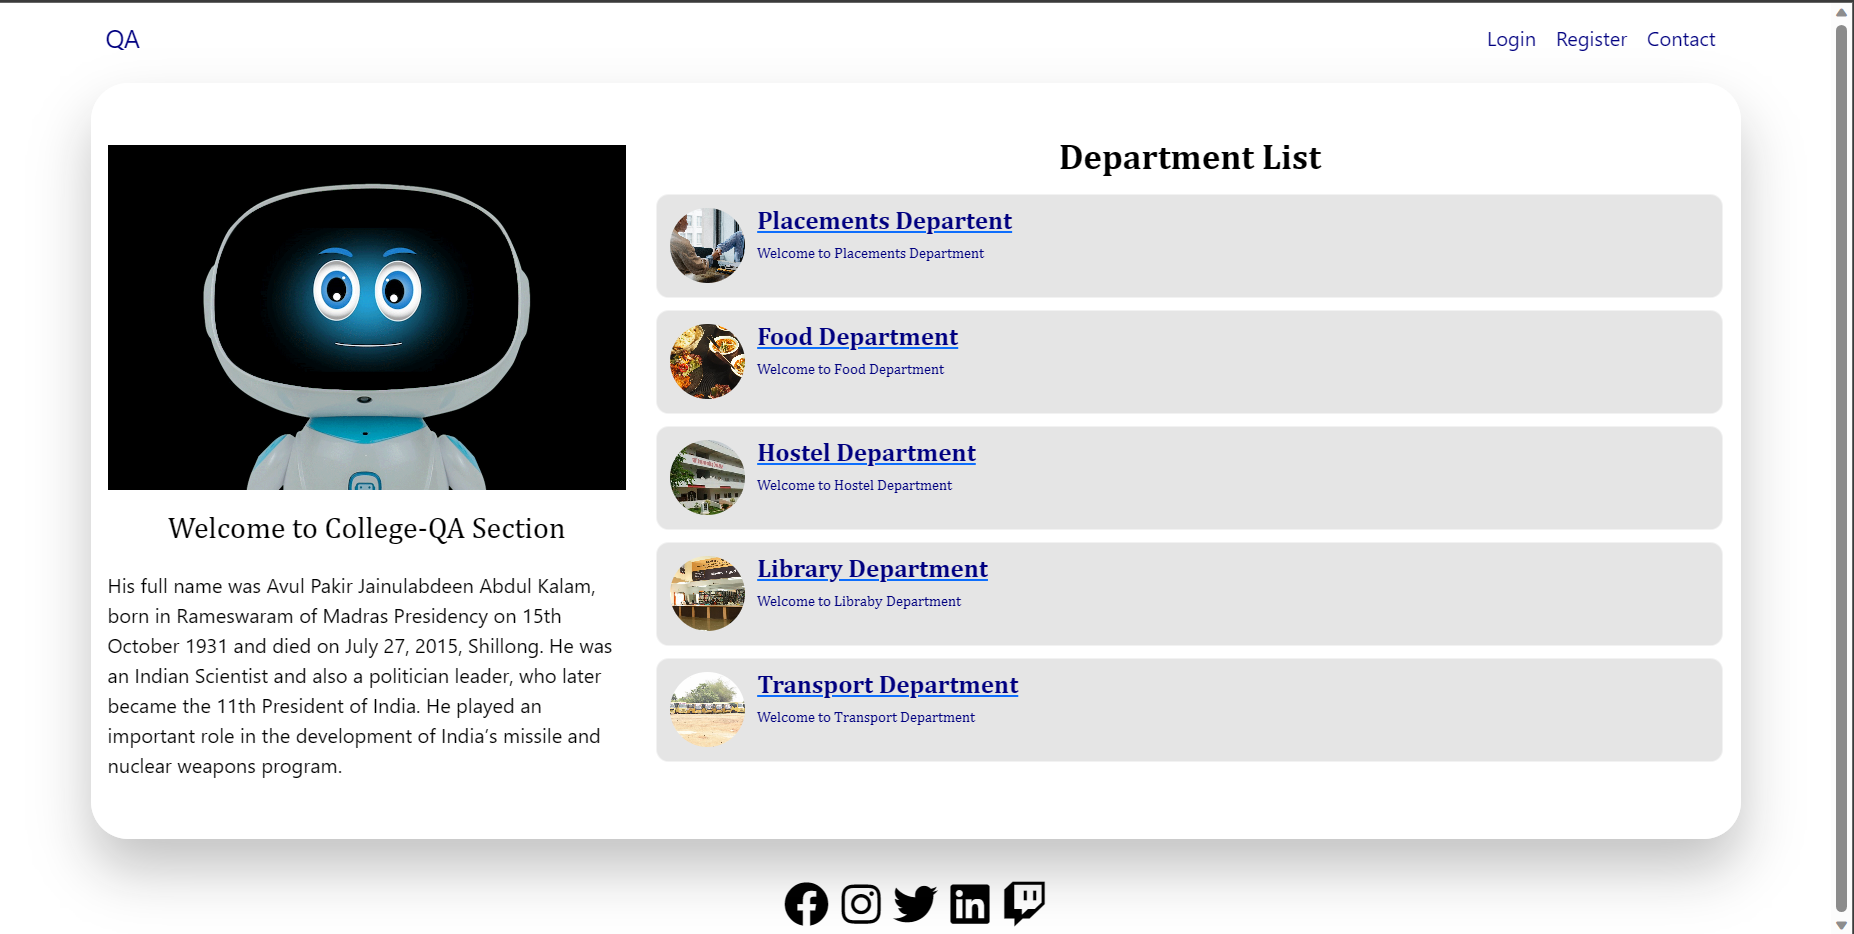 QA
Login Register Contact
Welcome to College-QA Section
His full name was Avul Pakir Jainulabdeen Abdul Kalam,
born in Rameswaram of Madras Presidency on 15th
October 1931 and died on July 27, 2015, Shillong. He was
an Indian Scientist and also a politician leader, who later
became the 11th President of India. He played an
important role in the development of India’s missile and
nuclear weapons program.
Department List
Placements Departent
Welcome to Placements Department
Food Department
Welcome to Food Department
Hostel Department
Welcome to Hostel Department
Library Department
Welcome to Libraby Department
Transport Department
Welcome to Transport Department